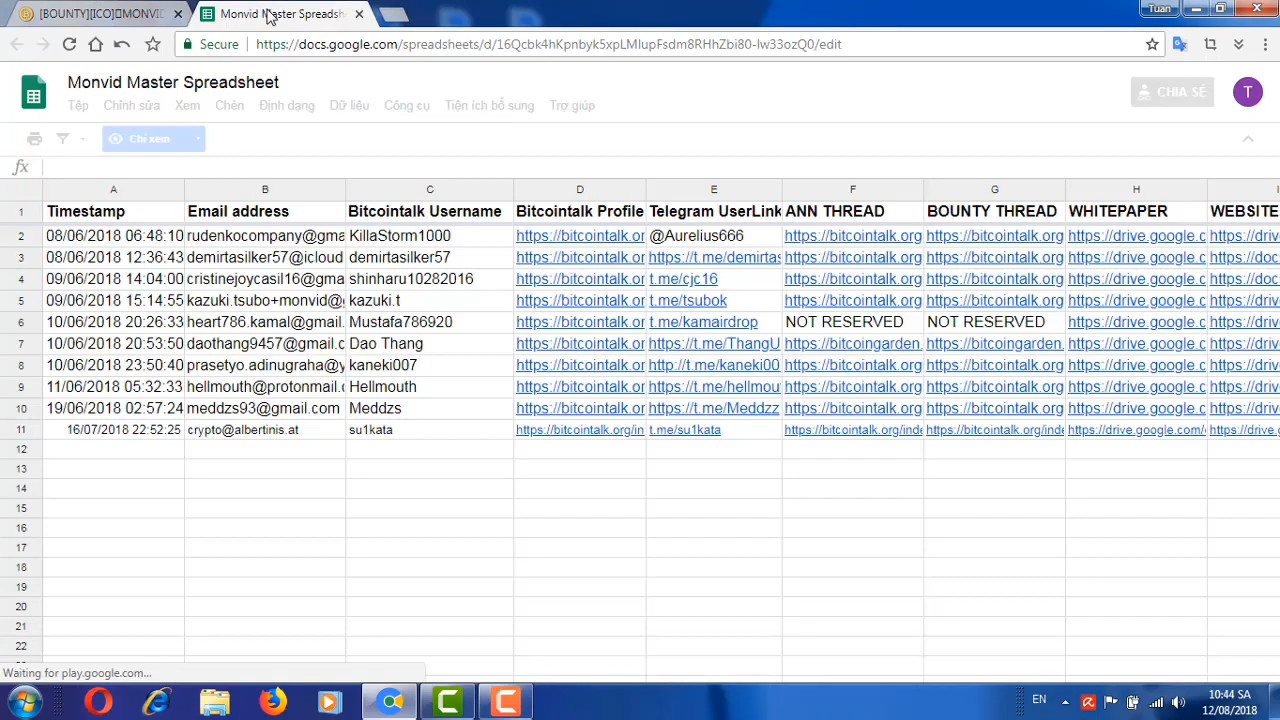 [BOUNTY][ICO]🔥MONVID
Monvid Master Spreadsh
Tuan
Secure https://docs.google.com/spreadsheets/d/16Qcbk4hKpnbyk5xpLMIupFsdm8RHhZbi80-Iw33ozQ0/edit
Monvid Master Spreadsheet
Tệp Chỉnh sửa Xem Chèn Định dạng Dữ liệu Công cụ Tiện ích bổ sung Trợ giúp
CHIA SẺ
T
Chỉ xem
fx
A B C D E F G H I
1 Timestamp Email address Bitcointalk Username Bitcointalk Profile Telegram UserLink ANN THREAD BOUNTY THREAD WHITEPAPER WEBSITE
2 08/06/2018 06:48:10 rudenkocompany@gma KillaStorm1000 https://bitcointalk.or @Aurelius666 https://bitcointalk.org https://bitcointalk.org https://drive.google.c https://dr
3 08/06/2018 12:36:43 demirtasilker57@icloud demirtasilker57 https://bitcointalk.or https://t.me/demirtas https://bitcointalk.org https://bitcointalk.org https://drive.google.c https://doc
4 09/06/2018 14:04:00 cristinejoycasil16@gma shinharu10282016 https://bitcointalk.or t.me/cjc16 https://bitcointalk.org https://bitcointalk.org https://drive.google.c https://doc
5 09/06/2018 15:14:55 kazuki.tsubo+monvid@g kazuki.t https://bitcointalk.or t.me/tsubok https://bitcointalk.org https://bitcointalk.org https://drive.google.c https://driv
6 10/06/2018 20:26:33 heart786.kamal@gmail. Mustafa786920 https://bitcointalk.or t.me/kamairdrop NOT RESERVED NOT RESERVED https://drive.google.c https://driv
7 10/06/2018 20:53:50 daothang9457@gmail.c Dao Thang https://bitcointalk.or https://t.me/ThangU https://bitcoingarden. https://bitcoingarden. https://drive.google.c https://driv
8 10/06/2018 23:50:40 prasetyo.adinugraha@y kaneki007 https://bitcointalk.or http://t.me/kaneki00 https://bitcointalk.org https://bitcointalk.org https://drive.google.c https://driv
9 11/06/2018 05:32:33 hellmouth@protonmail.c Hellmouth https://bitcointalk.or https://t.me/hellmou https://bitcointalk.org https://bitcointalk.org https://drive.google.c https://driv
10 19/06/2018 02:57:24 meddzs93@gmail.com Meddzs https://bitcointalk.or https://t.me/Meddzz https://bitcointalk.org https://bitcointalk.org https://drive.google.c https://driv
11 16/07/2018 22:52:25 crypto@albertinis.at su1kata https://bitcointalk.org/in t.me/su1kata https://bitcointalk.org/inde https://bitcointalk.org/inde https://drive.google.com/ https://drive
12
13
14
15
16
17
18
19
20
21
22
Waiting for play.google.com...
EN
10:44 SA
12/08/2018